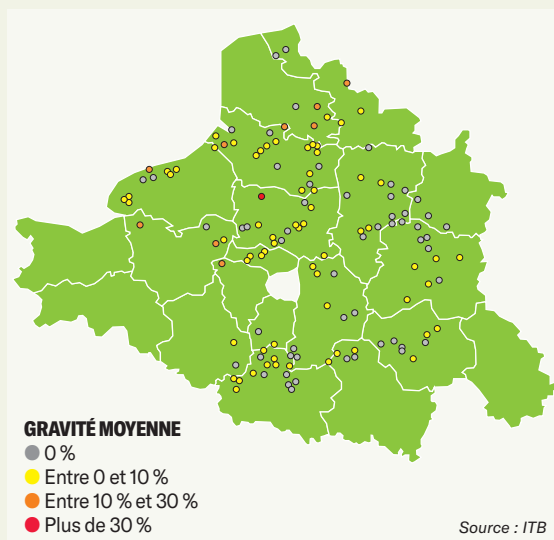 GRAVITÉ MOYENNE
0 %
Entre 0 et 10 %
Entre 10 % et 30 %
Plus de 30 %
Source : ITB